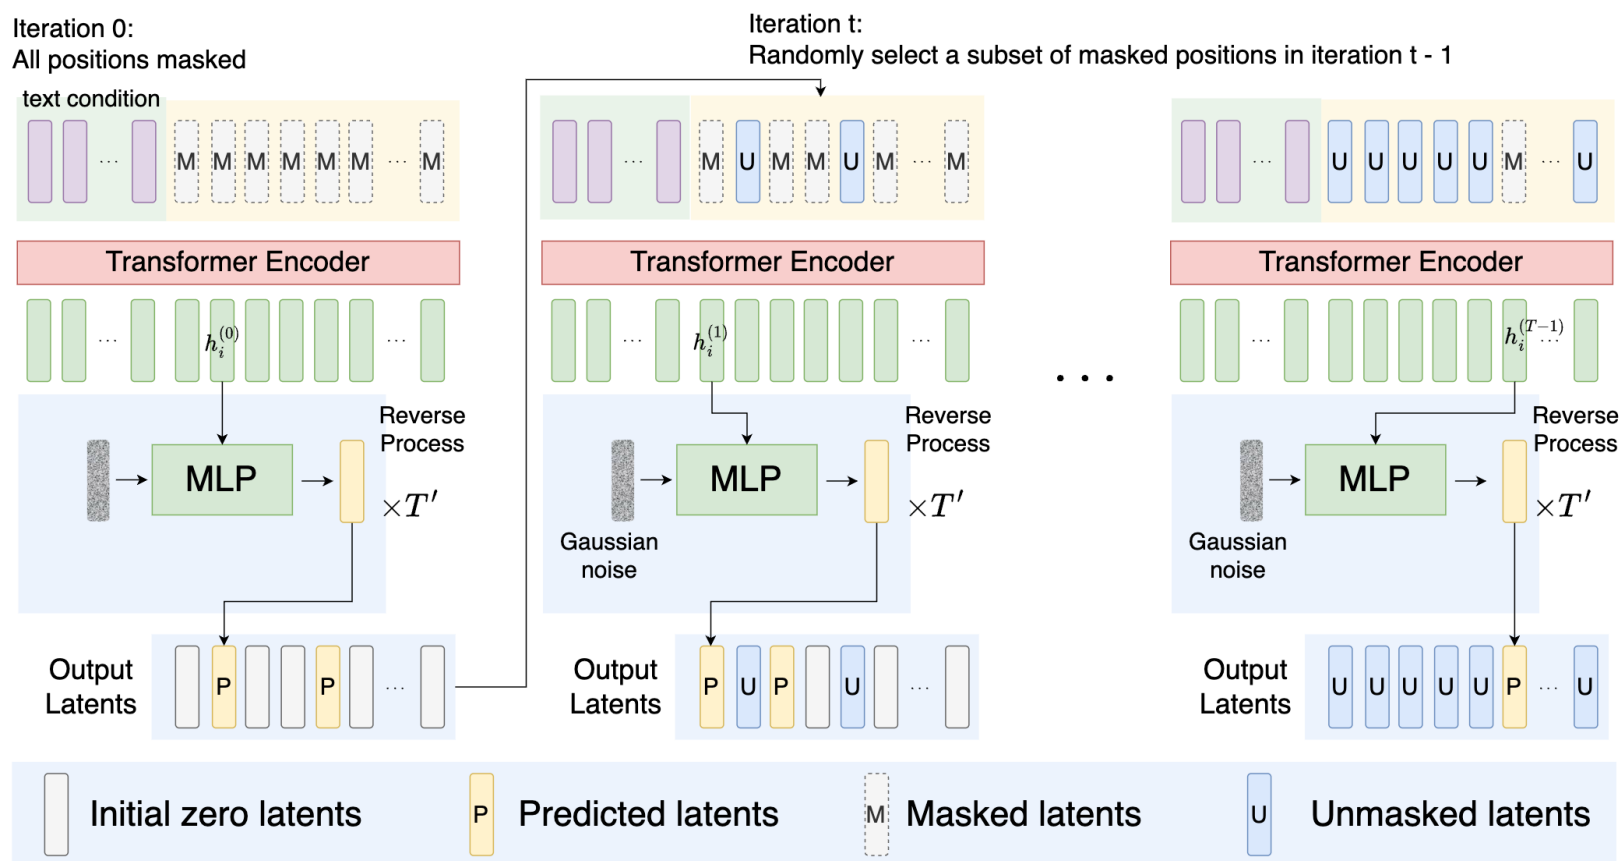 Iteration 0:
All positions masked
Iteration t:
Randomly select a subset of masked positions in iteration t - 1
text condition
... M M M M M M ... M
... M U M M U M ... M
... U U U U U M ... U
Transformer Encoder
Transformer Encoder
Transformer Encoder
... h_i^{(0)} ...
... h_i^{(1)} ...
... h_i^{(T-1)} ...
...
Reverse
Process
MLP
×T′
Reverse
Process
MLP
×T′
Gaussian
noise
Reverse
Process
MLP
×T′
Gaussian
noise
Output
Latents
P P ...
Output
Latents
P U P U ...
Output
Latents
U U U U U P ... U
Initial zero latents
P Predicted latents
M Masked latents
U Unmasked latents